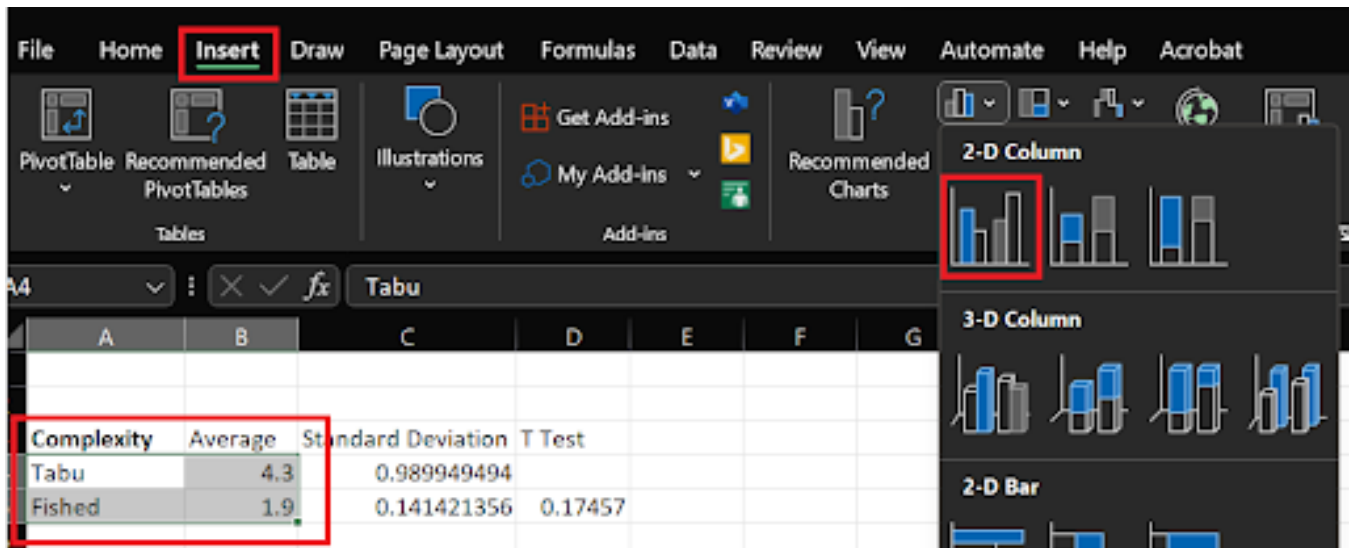 File Home Insert Draw Page Layout Formulas Data Review View Automate Help Acrobat
PivotTable Recommended PivotTables Table
Illustrations
Get Add-ins
My Add-ins
Recommended Charts
Tables
Add-ins
2-D Column
A4 fx Tabu
3-D Column
A B C D E F G
Complexity Average Standard Deviation T Test
Tabu 4.3 0.989949494
Fished 1.9 0.141421356 0.17457
2-D Bar